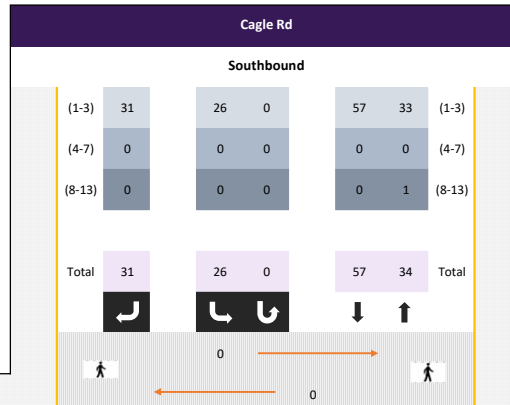 Cagle Rd
Southbound
(1-3) 31 26 0 57 33 (1-3)
(4-7) 0 0 0 0 0 (4-7)
(8-13) 0 0 0 0 1 (8-13)
Total 31 26 0 57 34 Total
0
0